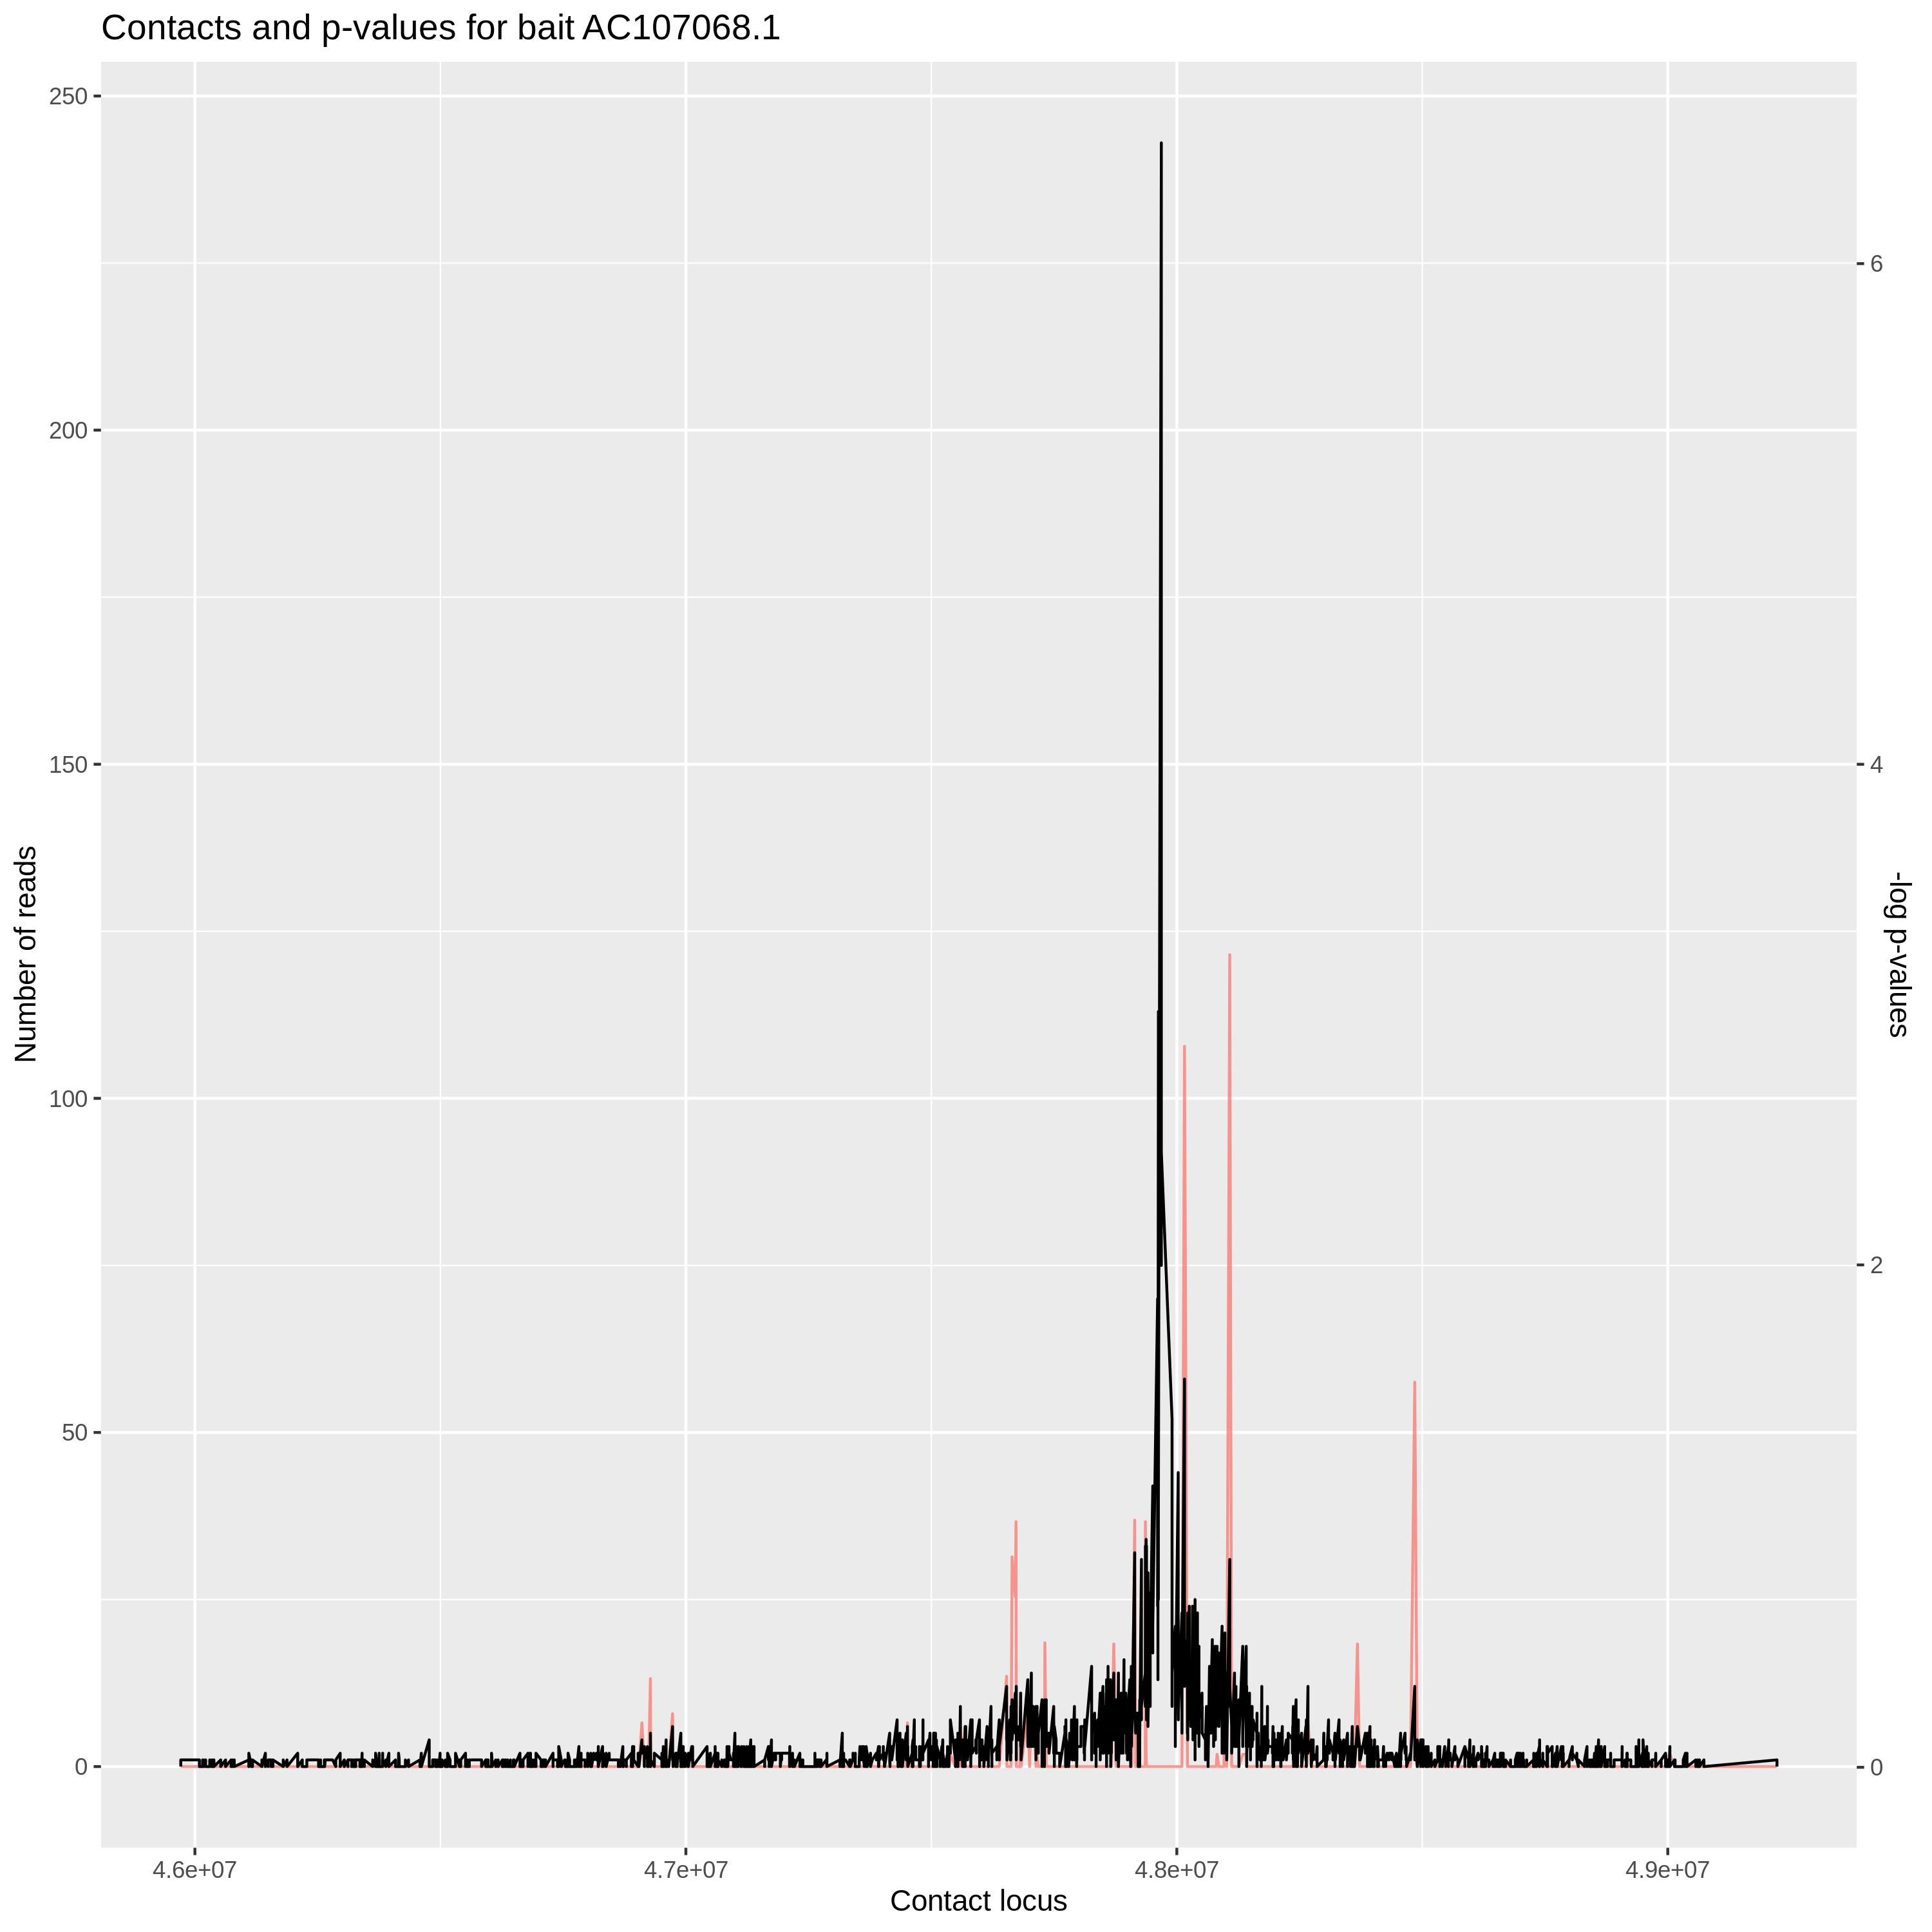 Contacts and p-values for bait AC107068.1
250
200
150
100
50
0
Number of reads
6
4
2
0
-log p-values
4.6e+07
4.7e+07
4.8e+07
4.9e+07
Contact locus